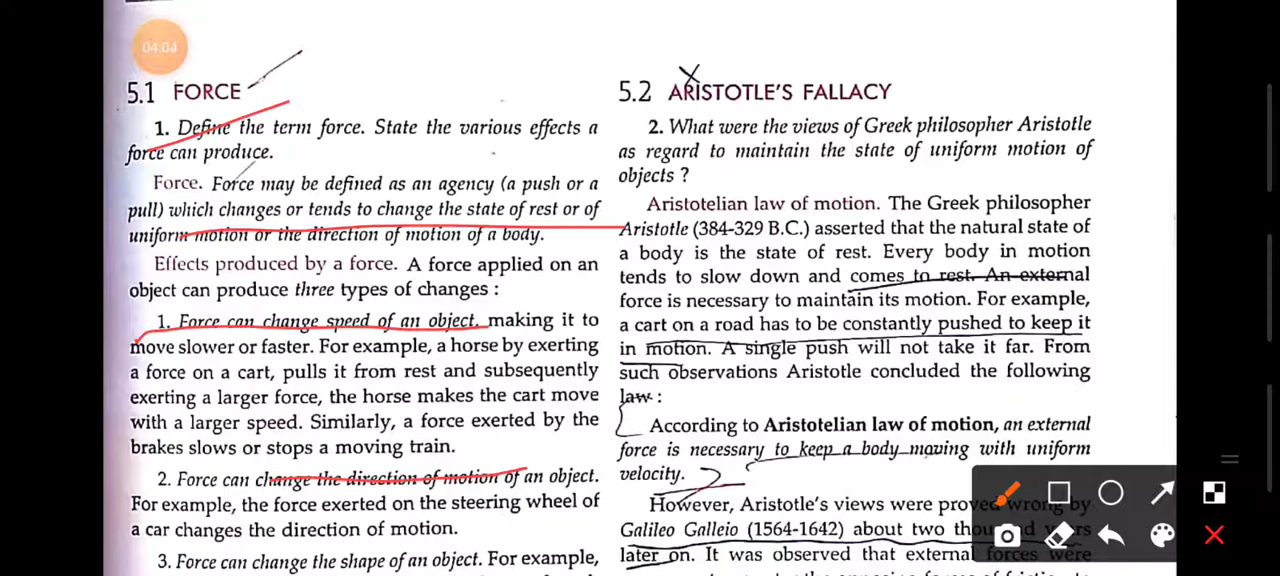 04:04
5.1 FORCE
1. Define the term force. State the various effects a
force can produce.
Force. Force may be defined as an agency (a push or a
pull) which changes or tends to change the state of rest or of
uniform motion or the direction of motion of a body.
Effects produced by a force. A force applied on an
object can produce three types of changes :
1. Force can change speed of an object, making it to
move slower or faster. For example, a horse by exerting
a force on a cart, pulls it from rest and subsequently
exerting a larger force, the horse makes the cart move
with a larger speed. Similarly, a force exerted by the
brakes slows or stops a moving train.
2. Force can change the direction of motion of an object.
For example, the force exerted on the steering wheel of
a car changes the direction of motion.
3. Force can change the shape of an object. For example,
5.2 ARISTOTLE'S FALLACY
2. What were the views of Greek philosopher Aristotle
as regard to maintain the state of uniform motion of
objects ?
Aristotelian law of motion. The Greek philosopher
Aristotle (384-329 B.C.) asserted that the natural state of
a body is the state of rest. Every body in motion
tends to slow down and comes to rest. An external
force is necessary to maintain its motion. For example,
a cart on a road has to be constantly pushed to keep it
in motion. A single push will not take it far. From
such observations Aristotle concluded the following
law :
According to Aristotelian law of motion, an external
force is necessary to keep a body moving with uniform
velocity.
However, Aristotle's views were proved wrong by
Galileo Galleio (1564-1642) about two thousand years
later on. It was observed that external forces were